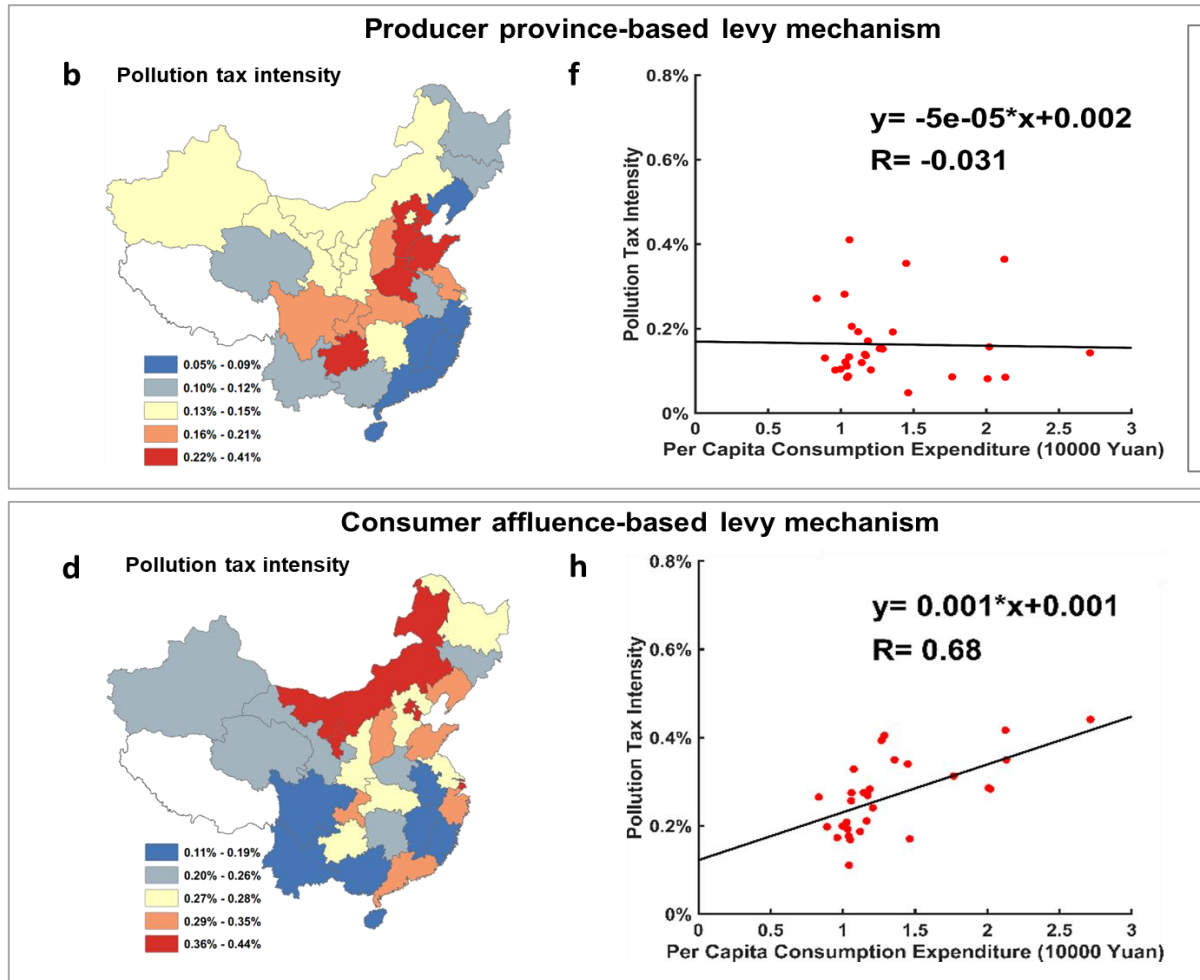 Producer province-based levy mechanism
b Pollution tax intensity
0.05% - 0.09%
0.10% - 0.12%
0.13% - 0.15%
0.16% - 0.21%
0.22% - 0.41%
f
y= -5e-05*x+0.002
R= -0.031
Pollution Tax Intensity
0.8%
0.6%
0.4%
0.2%
0%
0 0.5 1 1.5 2 2.5 3
Per Capita Consumption Expenditure (10000 Yuan)
Consumer affluence-based levy mechanism
d Pollution tax intensity
0.11% - 0.19%
0.20% - 0.26%
0.27% - 0.28%
0.29% - 0.35%
0.36% - 0.44%
h
y= 0.001*x+0.001
R= 0.68
Pollution Tax Intensity
0.8%
0.6%
0.4%
0.2%
0%
0 0.5 1 1.5 2 2.5 3
Per Capita Consumption Expenditure (10000 Yuan)